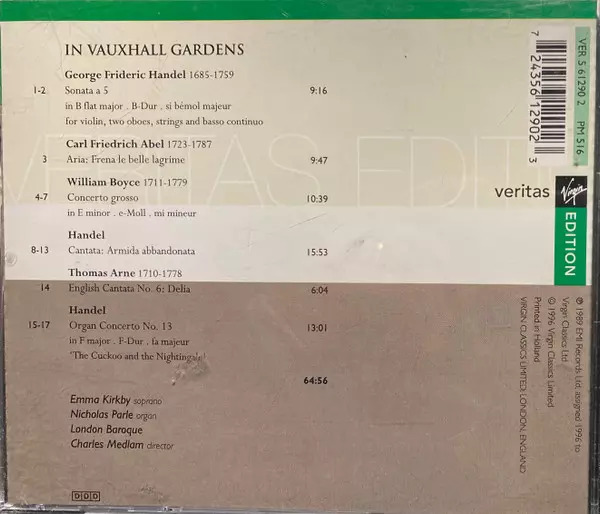 IN VAUXHALL GARDENS
George Frideric Handel 1685-1759
1-2 Sonata a 5 9:16
in B flat major . B-Dur . si bémol majeur
for violin, two oboes, strings and basso continuo
Carl Friedrich Abel 1723-1787
3 Aria: Frena le belle lagrime 9:47
William Boyce 1711-1779
4-7 Concerto grosso 10:39
in E minor . e-Moll . mi mineur
Handel
8-13 Cantata: Armida abbandonata 15:53
Thomas Arne 1710-1778
14 English Cantata No. 6: Delia 6:04
Handel
15-17 Organ Concerto No. 13 13:01
in F major . F-Dur . fa majeur
'The Cuckoo and the Nightingale'
64:56
Emma Kirkby soprano
Nicholas Parle organ
London Baroque
Charles Medlam director
DDD
VERITAS EDITI
VER 5 61290 2 PM 516
7 24356 12902 3
veritas
Virgin
EDITION
℗ 1989 EMI Records Ltd, assigned 1996 to
Virgin Classics Ltd
© 1996 Virgin Classics Limited
Printed in Holland
VIRGIN CLASSICS LIMITED, LONDON, ENGLAND